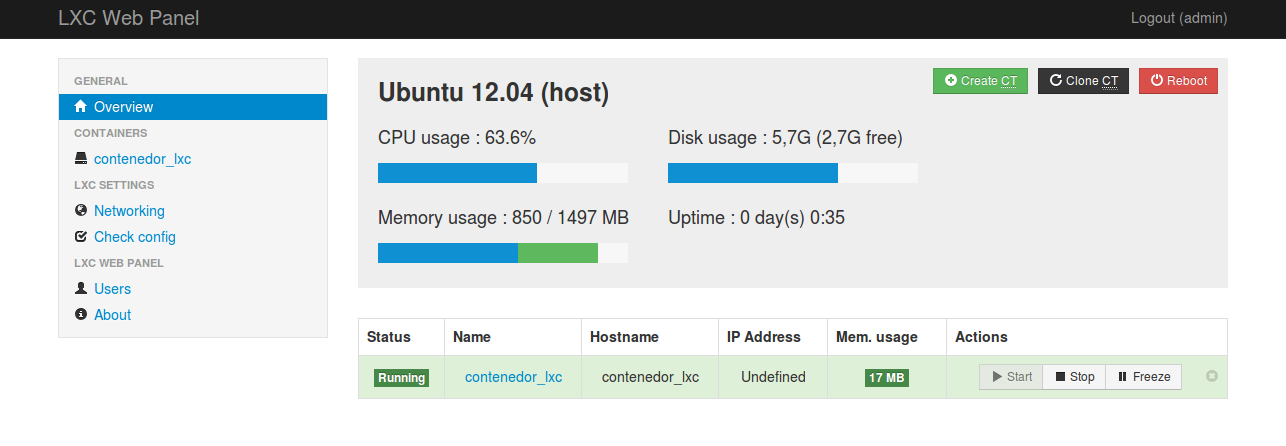 LXC Web Panel
Logout (admin)
GENERAL
Overview
CONTAINERS
contenedor_lxc
LXC SETTINGS
Networking
Check config
LXC WEB PANEL
Users
About
Ubuntu 12.04 (host)
Create CT
Clone CT
Reboot
CPU usage : 63.6%
Disk usage : 5,7G (2,7G free)
Memory usage : 850 / 1497 MB
Uptime : 0 day(s) 0:35
Status Name Hostname IP Address Mem. usage Actions
Running contenedor_lxc contenedor_lxc Undefined 17 MB Start Stop Freeze